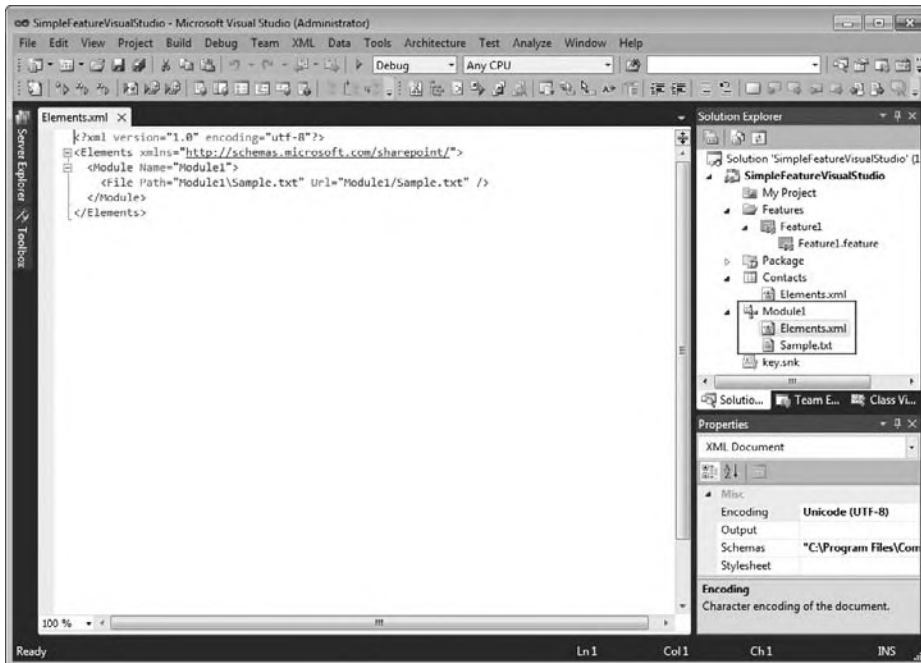 SimpleFeatureVisualStudio - Microsoft Visual Studio (Administrator)
File Edit View Project Build Debug Team XML Data Tools Architecture Test Analyze Window Help
Debug Any CPU
Server Explorer
Toolbox
Elements.xml
<?xml version="1.0" encoding="utf-8"?>
<Elements xmlns="http://schemas.microsoft.com/sharepoint/">
<Module Name="Module1">
<File Path="Module1\Sample.txt" Url="Module1/Sample.txt" />
</Module>
</Elements>
100 %
Solution Explorer
Solution 'SimpleFeatureVisualStudio' (1
SimpleFeatureVisualStudio
My Project
Features
Feature1
Feature1.feature
Package
Contacts
Elements.xml
Module1
Elements.xml
Sample.txt
key.snk
Solutio... Team E... Class Vi...
Properties
XML Document
Misc
Encoding Unicode (UTF-8)
Output
Schemas "C:\Program Files\Com
Stylesheet
Encoding
Character encoding of the document.
Ready Ln 1 Col 1 Ch 1 INS